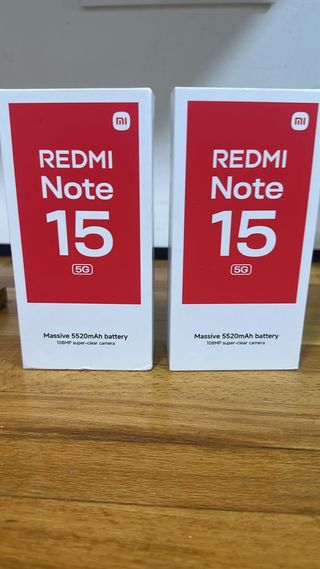 mi
REDMI
Note
15
5G
Massive 5520mAh battery
108MP super-clear camera
mi
REDMI
Note
15
5G
Massive 5520mAh battery
108MP super-clear camera